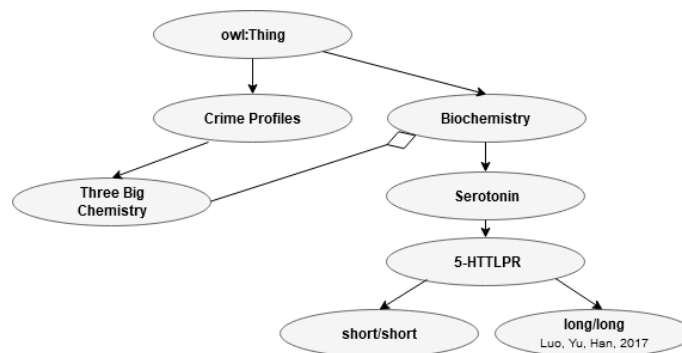 owl:Thing
Crime Profiles
Biochemistry
Three Big
Chemistry
Serotonin
5-HTTLPR
short/short
long/long
Luo, Yu, Han, 2017